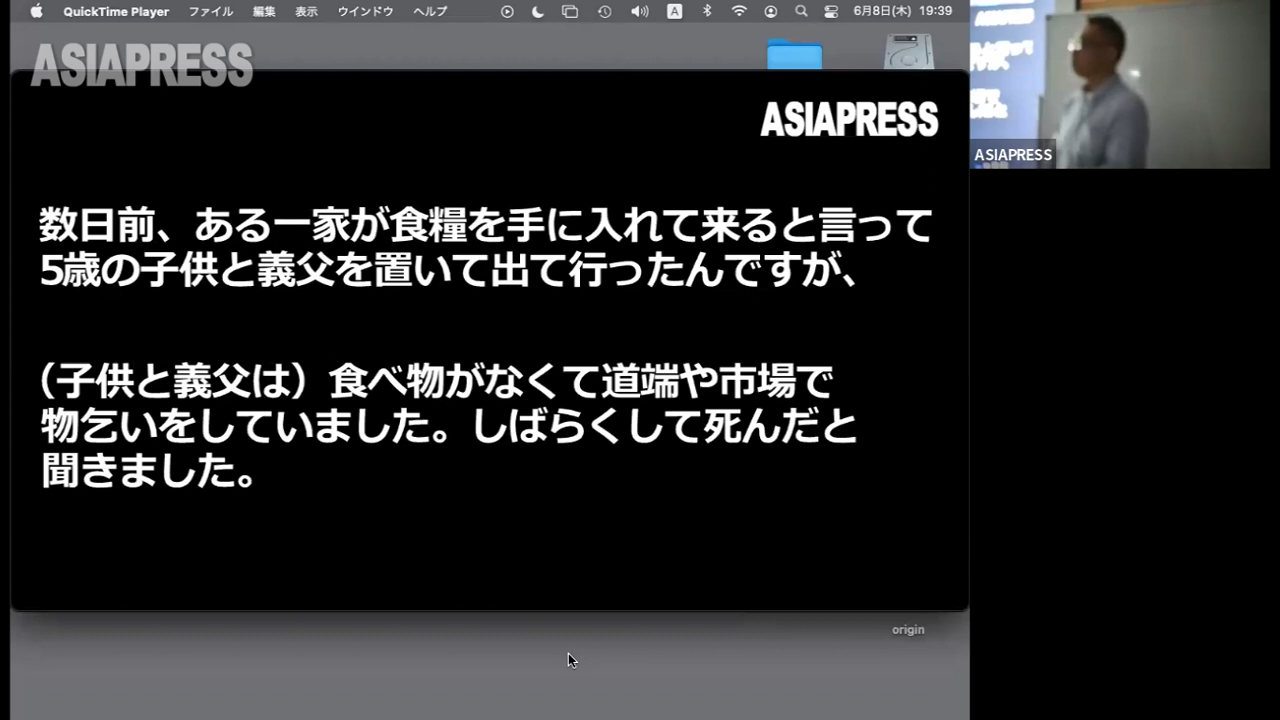 QuickTime Player ファイル 編集 表示 ウインドウ ヘルプ A 6月8日(木) 19:39
ASIAPRESS
ASIAPRESS
ASIAPRESS
数日前、ある一家が食糧を手に入れて来ると言って
5歳の子供と義父を置いて出て行ったんですが、
（子供と義父は）食べ物がなくて道端や市場で
物乞いをしていました。しばらくして死んだと
聞きました。
origin